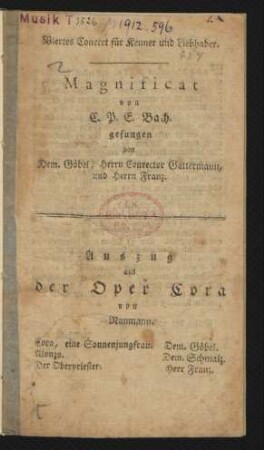 Musik T 3526
1912.596
Viertes Concert für Kenner und Liebhaber.
Magnificat
von
C. P. E. Bach.
gesungen
von
Dem. Göbel, Herrn Conrector Gattermann,
und Herrn Franz.
Auszug
aus
der Oper Cora
von
Naumann.
Cora, eine Sonnenjungfrau. Dem. Göbel.
Alonzo. Dem. Schmalz.
Der Oberpriester. Herr Franz.